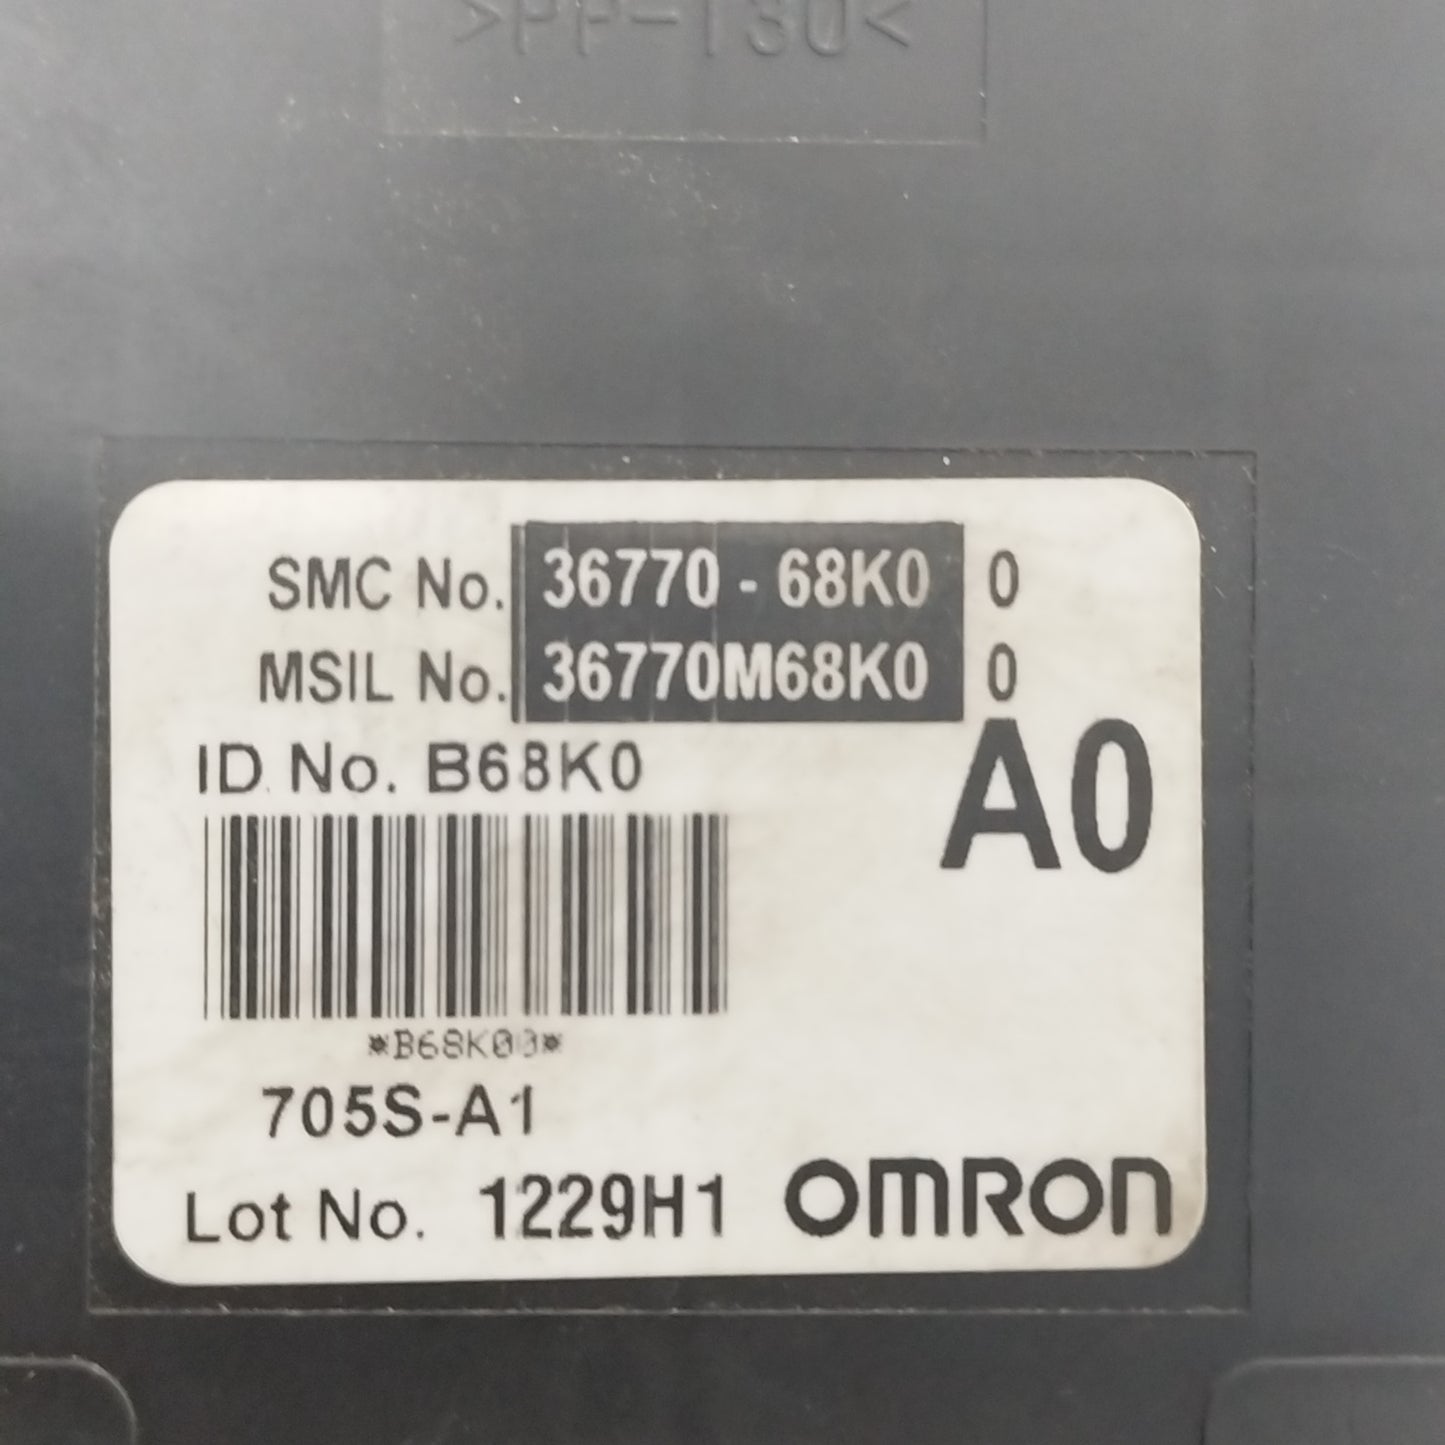 >PP-T30<
SMC No. 36770 - 68K0 0
MSIL No. 36770M68K0 0
ID No. B68K0
A0
*B68K00*
705S-A1
Lot No. 1229H1 OMRON